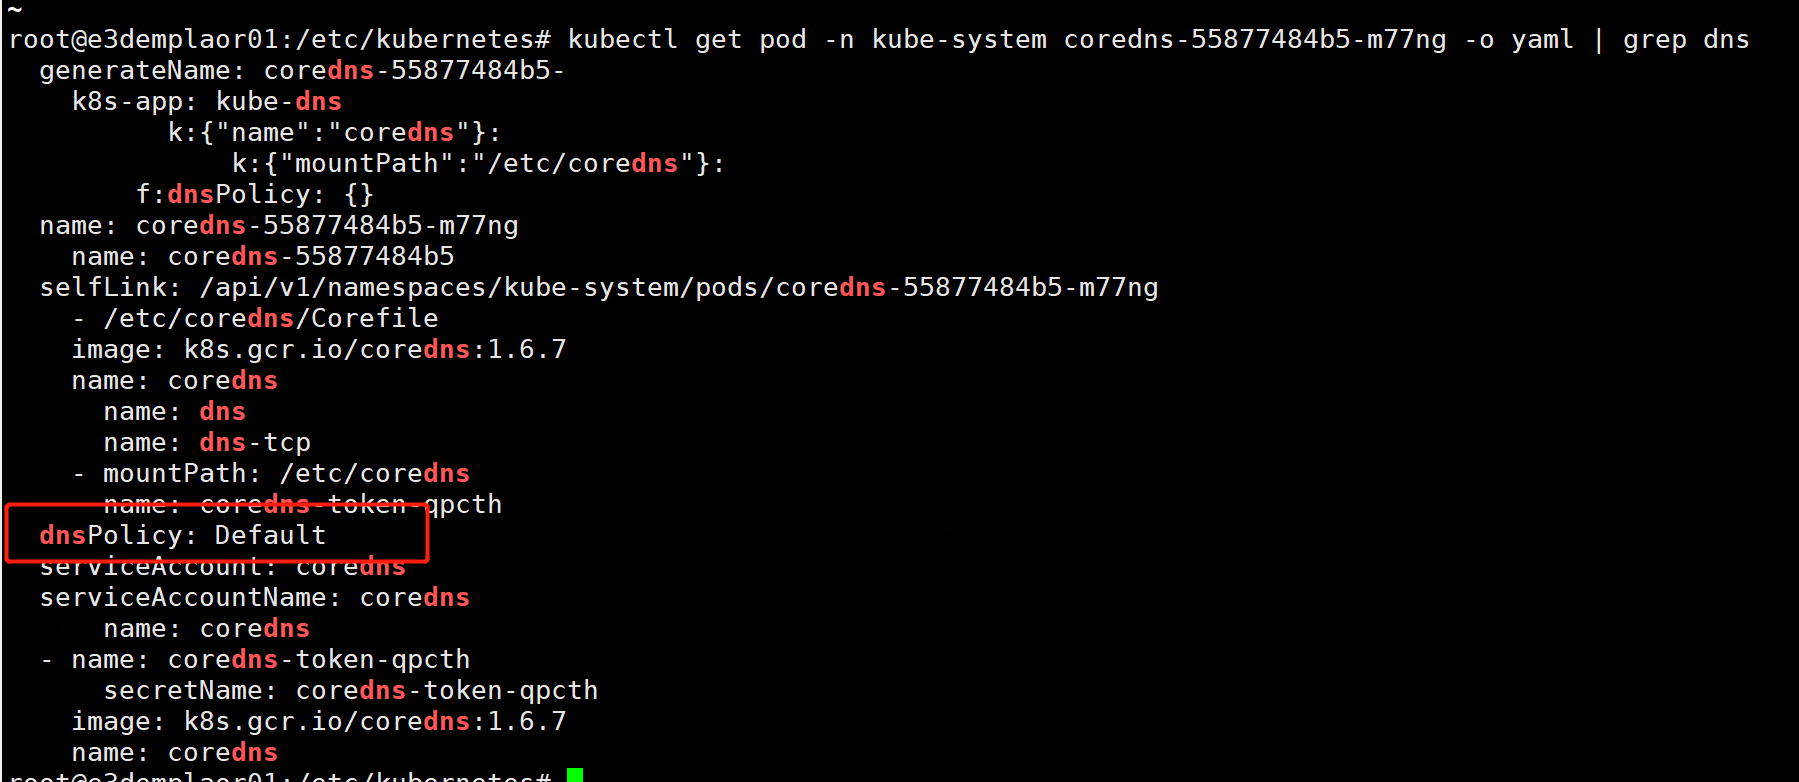 ~
root@e3demplaor01:/etc/kubernetes# kubectl get pod -n kube-system coredns-55877484b5-m77ng -o yaml | grep dns
  generateName: coredns-55877484b5-
    k8s-app: kube-dns
          k:{"name":"coredns"}:
              k:{"mountPath":"/etc/coredns"}:
        f:dnsPolicy: {}
  name: coredns-55877484b5-m77ng
    name: coredns-55877484b5
  selfLink: /api/v1/namespaces/kube-system/pods/coredns-55877484b5-m77ng
    - /etc/coredns/Corefile
    image: k8s.gcr.io/coredns:1.6.7
    name: coredns
      name: dns
      name: dns-tcp
    - mountPath: /etc/coredns
      name: coredns-token-qpcth
  dnsPolicy: Default
  serviceAccount: coredns
  serviceAccountName: coredns
      name: coredns
  - name: coredns-token-qpcth
      secretName: coredns-token-qpcth
    image: k8s.gcr.io/coredns:1.6.7
    name: coredns
root@e3demplaor01:/etc/kubernetes#